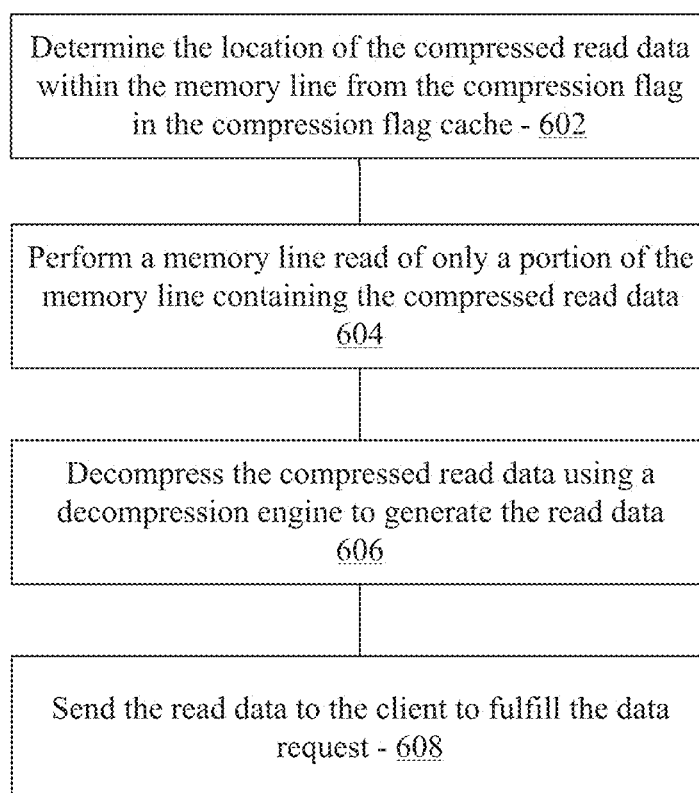 Determine the location of the compressed read data
within the memory line from the compression flag
in the compression flag cache - 602
Perform a memory line read of only a portion of the
memory line containing the compressed read data
604
Decompress the compressed read data using a
decompression engine to generate the read data
606
Send the read data to the client to fulfill the data
request - 608